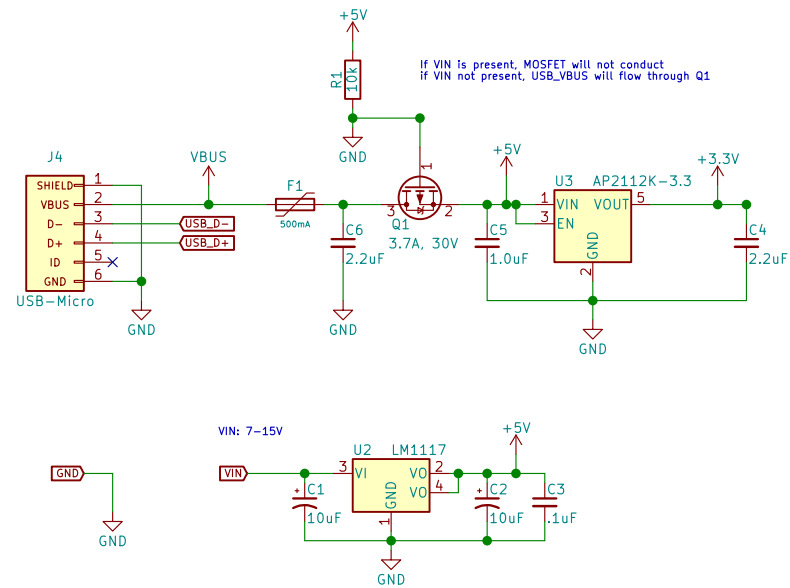 +5V
R1
10k
If VIN is present, MOSFET will not conduct
if VIN not present, USB_VBUS will flow through Q1
GND
J4
SHIELD 1
VBUS 2
D- 3
D+ 4
ID 5
GND 6
USB-Micro
VBUS
USB_D-
USB_D+
GND
F1
500mA
C6
2.2uF
GND
1
3
2
Q1
3.7A, 30V
+5V
C5
1.0uF
U3 AP2112K-3.3
1 VIN VOUT 5
3 EN
GND
2
GND
+3.3V
C4
2.2uF
GND
GND
VIN: 7-15V
VIN
C1
10uF
U2 LM1117
3 VI VO 2
VO 4
GND
1
GND
+5V
C2
10uF
C3
.1uF